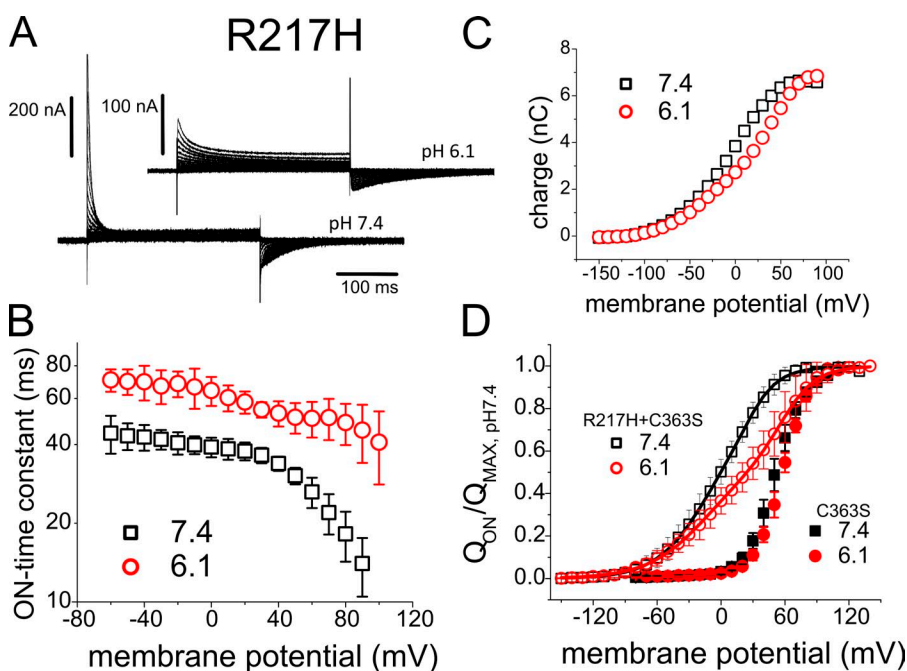 A
R217H
200 nA
100 nA
pH 6.1
pH 7.4
100 ms
B
ON-time constant (ms)
80
60
40
20
10
7.4
6.1
-80
-40
0
40
80
membrane potential (mV)
C
charge (nC)
8
6
4
2
0
7.4
6.1
-150
-100
-50
0
50
100
membrane potential (mV)
D
QON/QMAX, pH7.4
1.0
0.8
0.6
0.4
0.2
0.0
R217H+C363S
7.4
6.1
C363S
7.4
6.1
-120
-60
0
60
120
membrane potential (mV)